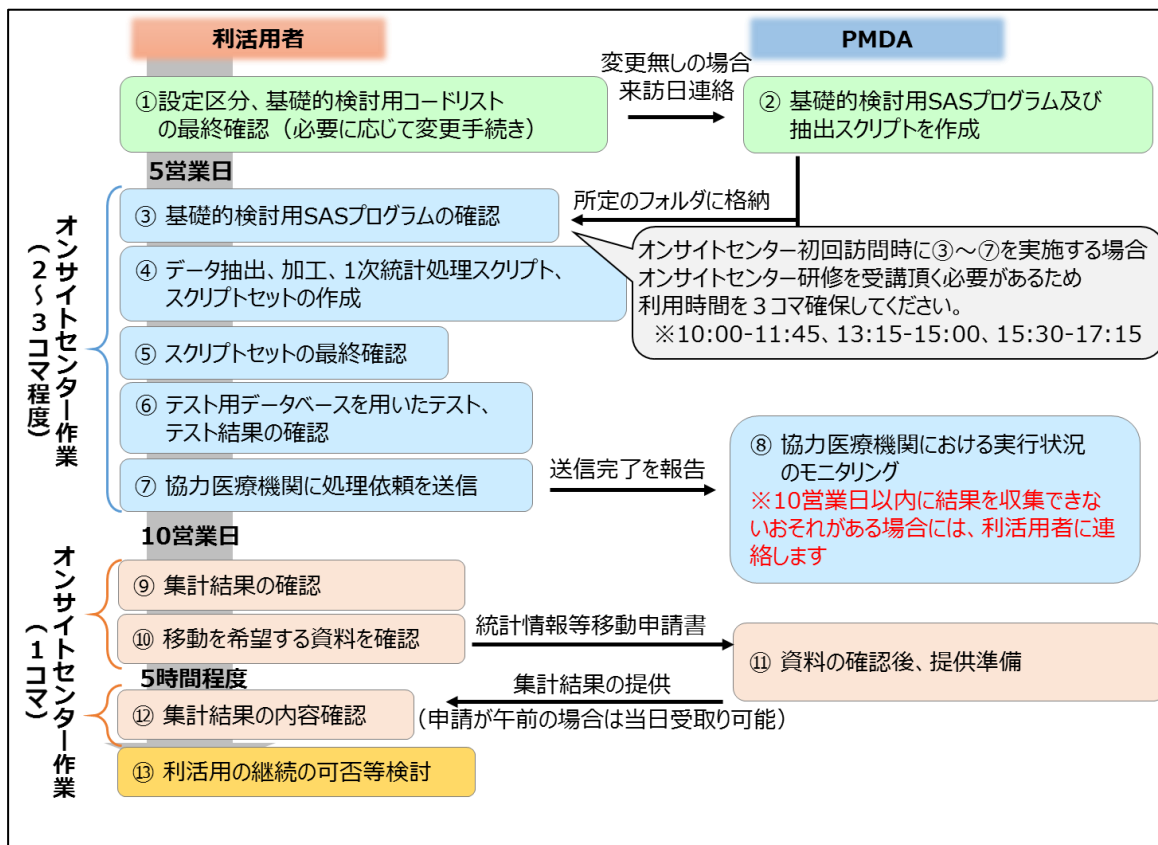 利活用者
PMDA
①設定区分、基礎的検討用コードリスト
の最終確認（必要に応じて変更手続き）
変更無しの場合
来訪日連絡
② 基礎的検討用SASプログラム及び
抽出スクリプトを作成
5営業日
オンサイトセンター作業
（２～３コマ程度）
③ 基礎的検討用SASプログラムの確認
所定のフォルダに格納
④ データ抽出、加工、1次統計処理スクリプト、
スクリプトセットの作成
オンサイトセンター初回訪問時に③～⑦を実施する場合
オンサイトセンター研修を受講頂く必要があるため
利用時間を３コマ確保してください。
※10:00-11:45、13:15-15:00、15:30-17:15
⑤ スクリプトセットの最終確認
⑥ テスト用データベースを用いたテスト、
テスト結果の確認
⑦ 協力医療機関に処理依頼を送信
送信完了を報告
⑧ 協力医療機関における実行状況
のモニタリング
※10営業日以内に結果を収集できな
いおそれがある場合には、利活用者に連
絡します
10営業日
オンサイトセンター作業
（１コマ）
⑨ 集計結果の確認
⑩ 移動を希望する資料を確認
統計情報等移動申請書
⑪ 資料の確認後、提供準備
5時間程度
集計結果の提供
（申請が午前の場合は当日受取り可能）
⑫ 集計結果の内容確認
⑬ 利活用の継続の可否等検討